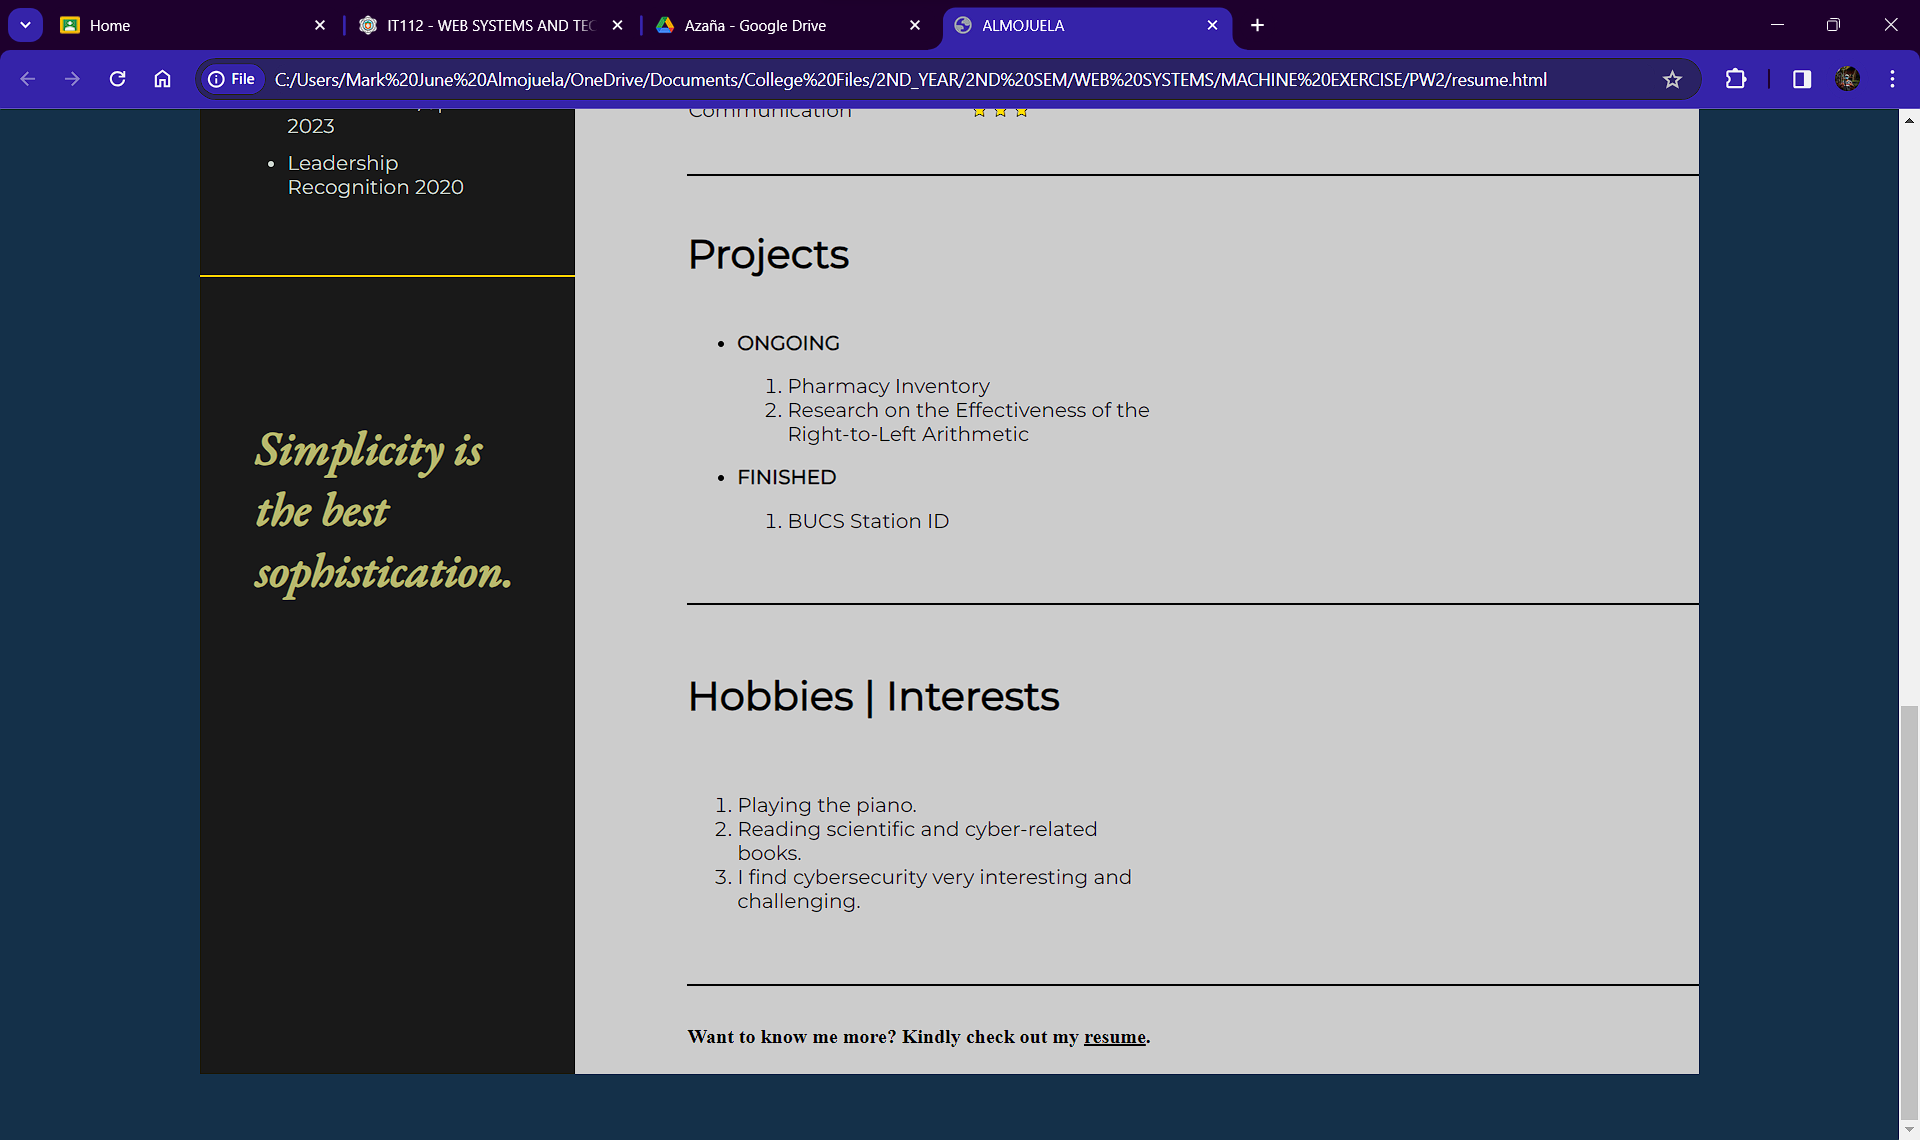 Home
IT112 - WEB SYSTEMS AND TEC
Azaña - Google Drive
ALMOJUELA
File
C:/Users/Mark%20June%20Almojuela/OneDrive/Documents/College%20Files/2ND_YEAR/2ND%20SEM/WEB%20SYSTEMS/MACHINE%20EXERCISE/PW2/resume.html
2023
• Leadership
Recognition 2020
Simplicity is
the best
sophistication.
Communication ☆☆☆
Projects
• ONGOING
1. Pharmacy Inventory
2. Research on the Effectiveness of the
Right-to-Left Arithmetic
• FINISHED
1. BUCS Station ID
Hobbies | Interests
1. Playing the piano.
2. Reading scientific and cyber-related
books.
3. I find cybersecurity very interesting and
challenging.
Want to know me more? Kindly check out my resume.